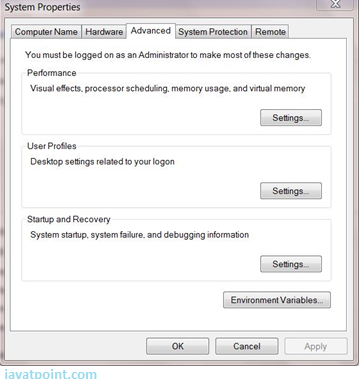 System Properties
Computer Name Hardware Advanced System Protection Remote
You must be logged on as an Administrator to make most of these changes.
Performance
Visual effects, processor scheduling, memory usage, and virtual memory
Settings...
User Profiles
Desktop settings related to your logon
Settings...
Startup and Recovery
System startup, system failure, and debugging information
Settings...
Environment Variables...
OK Cancel Apply
javatpoint.com